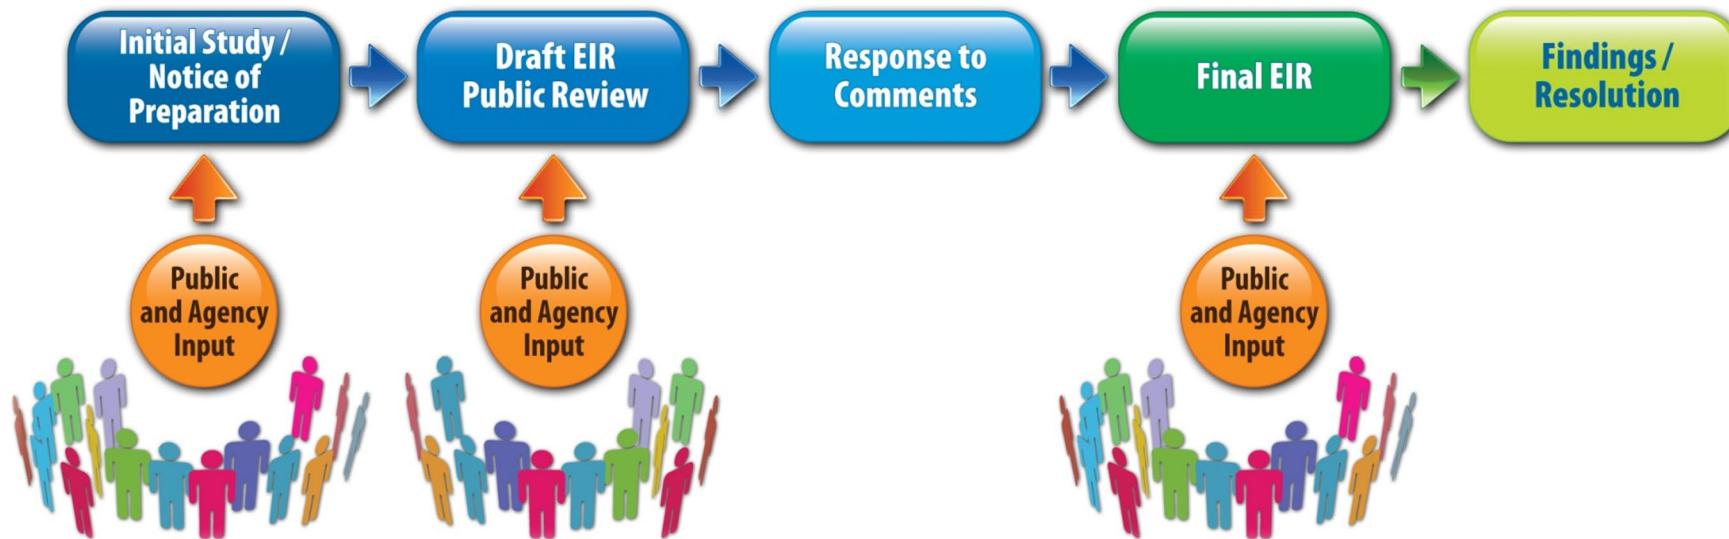 Initial Study /
Notice of
Preparation
Draft EIR
Public Review
Response to
Comments
Final EIR
Findings /
Resolution
Public
and Agency
Input
Public
and Agency
Input
Public
and Agency
Input